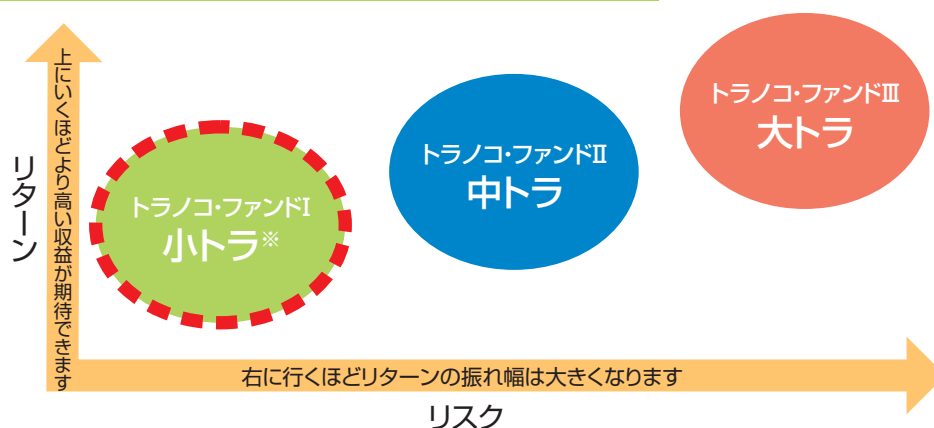 上にいくほどより高い収益が期待できます
リターン
トラノコ・ファンドⅠ
小トラ※
トラノコ・ファンドⅡ
中トラ
トラノコ・ファンドⅢ
大トラ
右に行くほどリターンの振れ幅は大きくなります
リスク